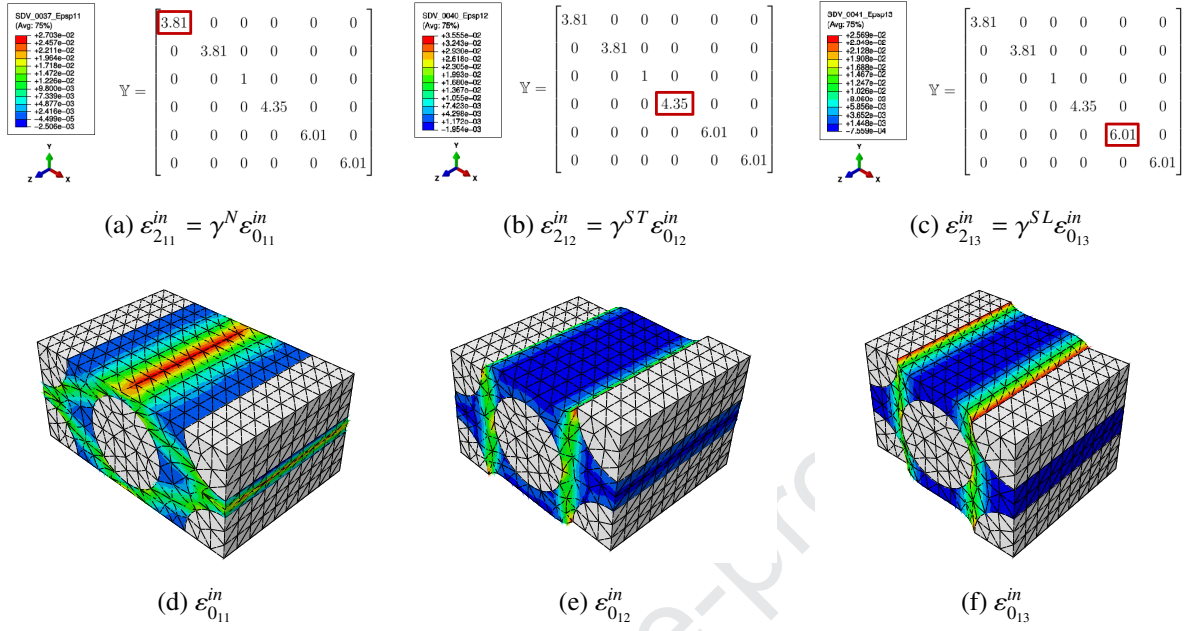 SDV_0037_Epsp11
(Avg: 75%)
+2.703e-02
+2.457e-02
+2.211e-02
+1.964e-02
+1.718e-02
+1.472e-02
+1.226e-02
+9.800e-03
+7.339e-03
+4.877e-03
+2.416e-03
-4.499e-05
-2.506e-03
Y
Z X
𝕐 =
3.81 0 0 0 0 0
0 3.81 0 0 0 0
0 0 1 0 0 0
0 0 0 4.35 0 0
0 0 0 0 6.01 0
0 0 0 0 0 6.01
(a) ε^{in}_{2_{11}} = γ^N ε^{in}_{0_{11}}
SDV_0040_Epsp12
(Avg: 75%)
+3.555e-02
+3.243e-02
+2.930e-02
+2.618e-02
+2.305e-02
+1.993e-02
+1.680e-02
+1.367e-02
+1.055e-02
+7.423e-03
+4.298e-03
+1.172e-03
-1.954e-03
Y
Z X
𝕐 =
3.81 0 0 0 0 0
0 3.81 0 0 0 0
0 0 1 0 0 0
0 0 0 4.35 0 0
0 0 0 0 6.01 0
0 0 0 0 0 6.01
(b) ε^{in}_{2_{12}} = γ^{ST} ε^{in}_{0_{12}}
SDV_0041_Epsp13
(Avg: 75%)
+2.569e-02
+2.349e-02
+2.128e-02
+1.908e-02
+1.688e-02
+1.467e-02
+1.247e-02
+1.026e-02
+8.060e-03
+5.856e-03
+3.652e-03
+1.448e-03
-7.559e-04
Y
Z X
𝕐 =
3.81 0 0 0 0 0
0 3.81 0 0 0 0
0 0 1 0 0 0
0 0 0 4.35 0 0
0 0 0 0 6.01 0
0 0 0 0 0 6.01
(c) ε^{in}_{2_{13}} = γ^{SL} ε^{in}_{0_{13}}
(d) ε^{in}_{0_{11}}
(e) ε^{in}_{0_{12}}
(f) ε^{in}_{0_{13}}